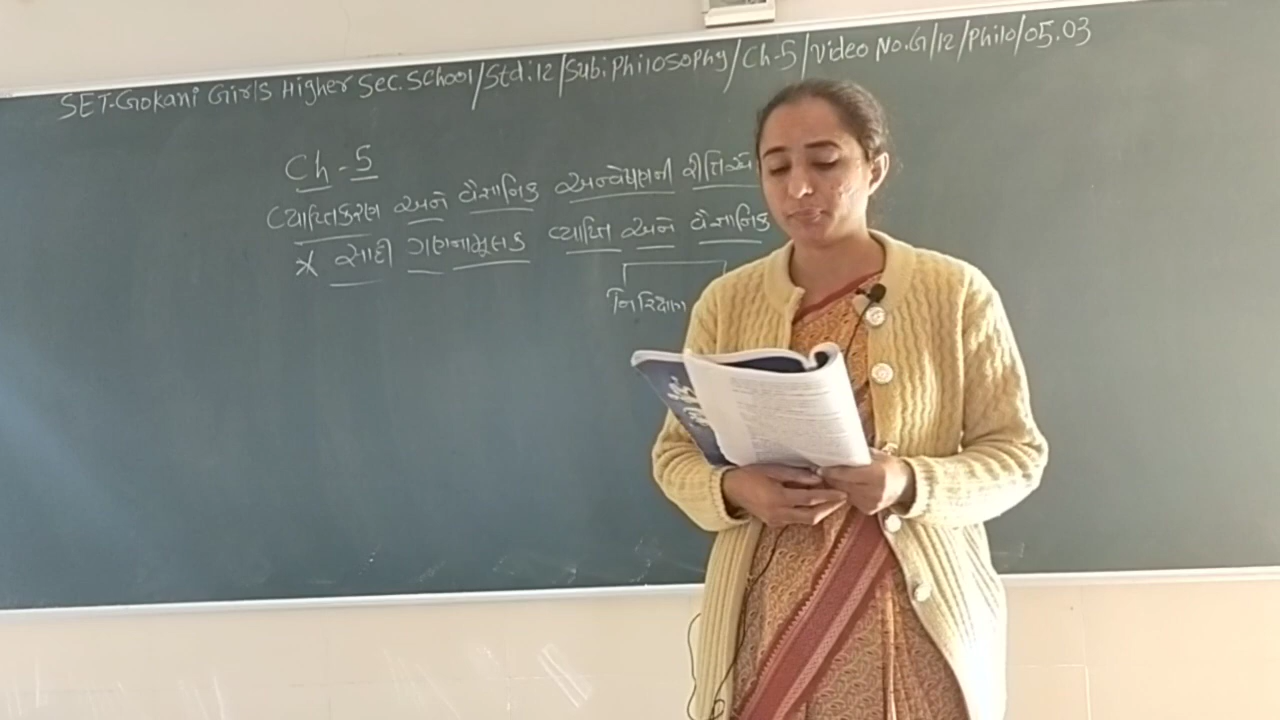 SET-Gokani Girls Higher Sec. School/Std:12/Sub:Philosophy/Ch-5/Video No.G/12/Philo/05.03
Ch-5
વ્યાપ્તિકરણ અને વૈજ્ઞાનિક અન્વેષણની
* સાદી ગણનામૂલક વ્યાપ્તિ અને વૈજ્ઞાનિક
નિરિક્ષણ